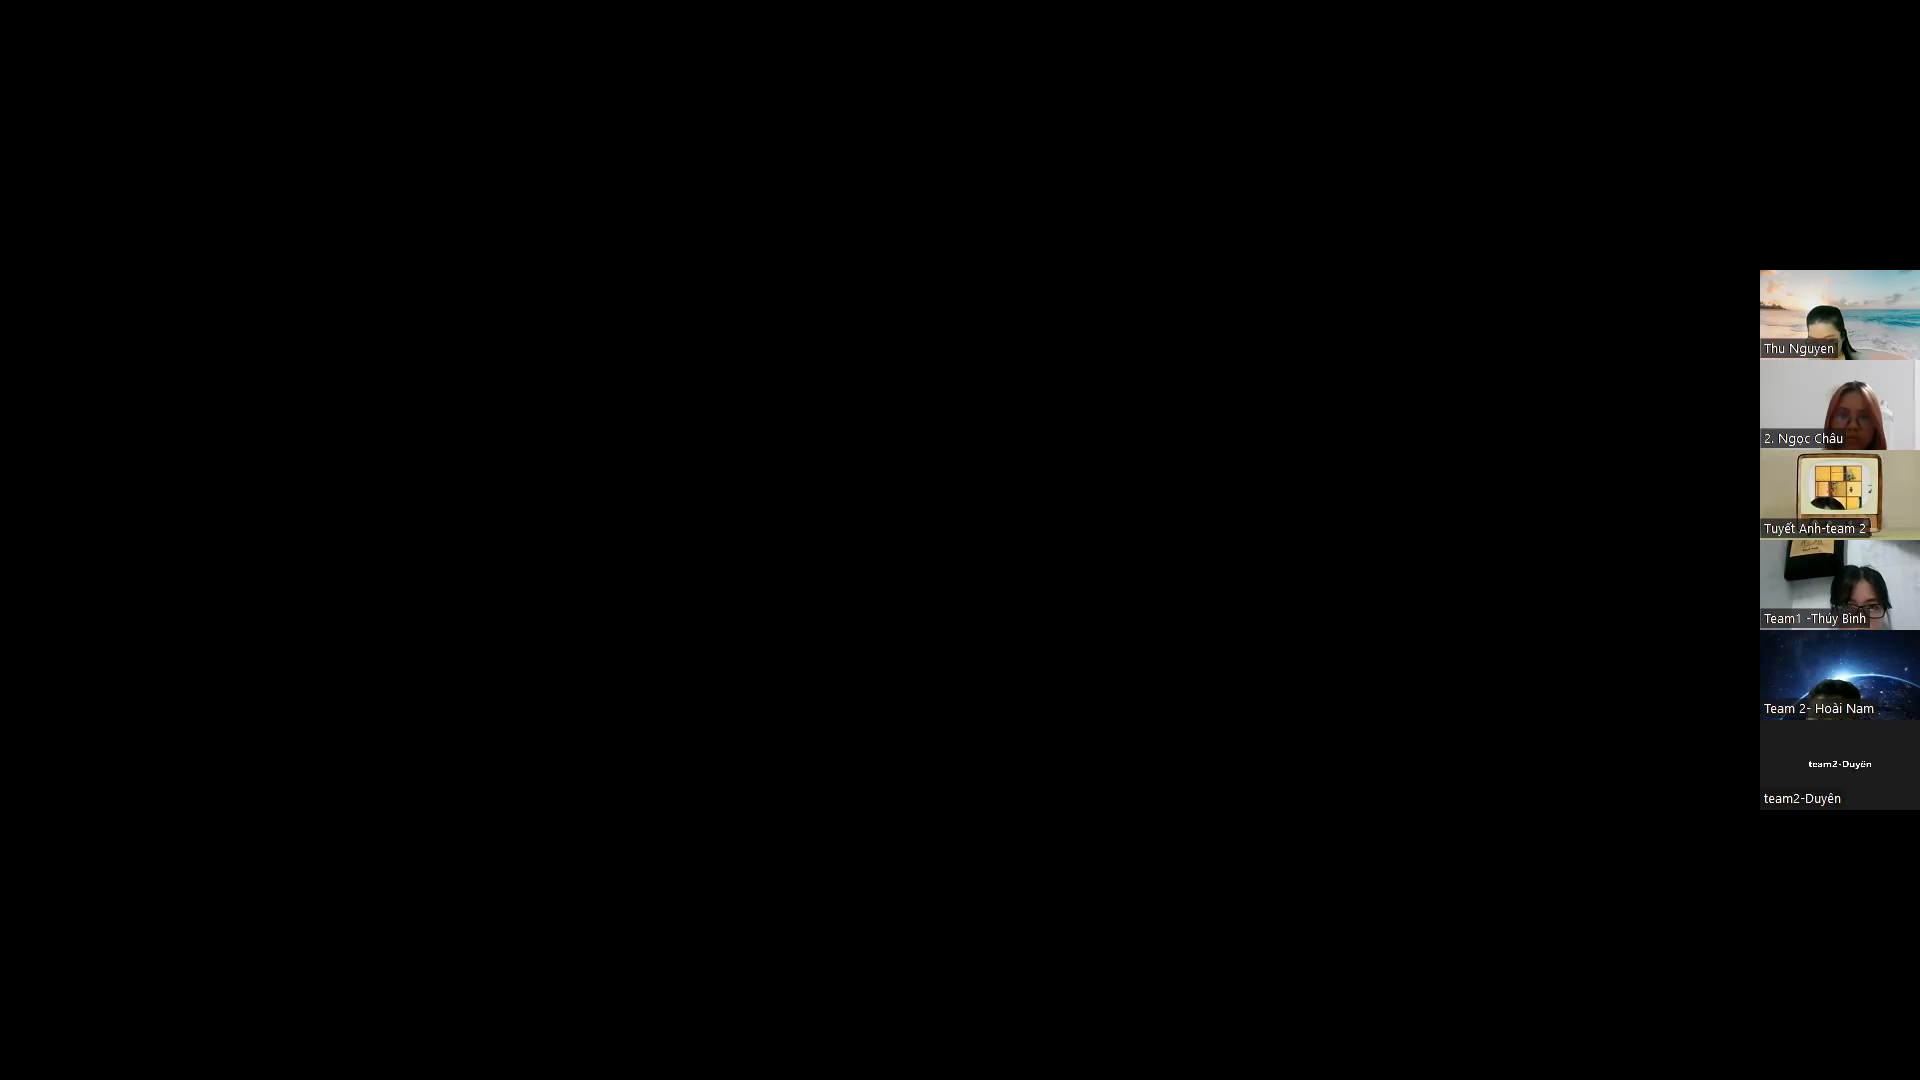 Thu Nguyen
2. Ngọc Châu
Tuyết Anh-team 2
Team1 -Thúy Bình
Team 2- Hoài Nam
team2-Duyên
team2-Duyên